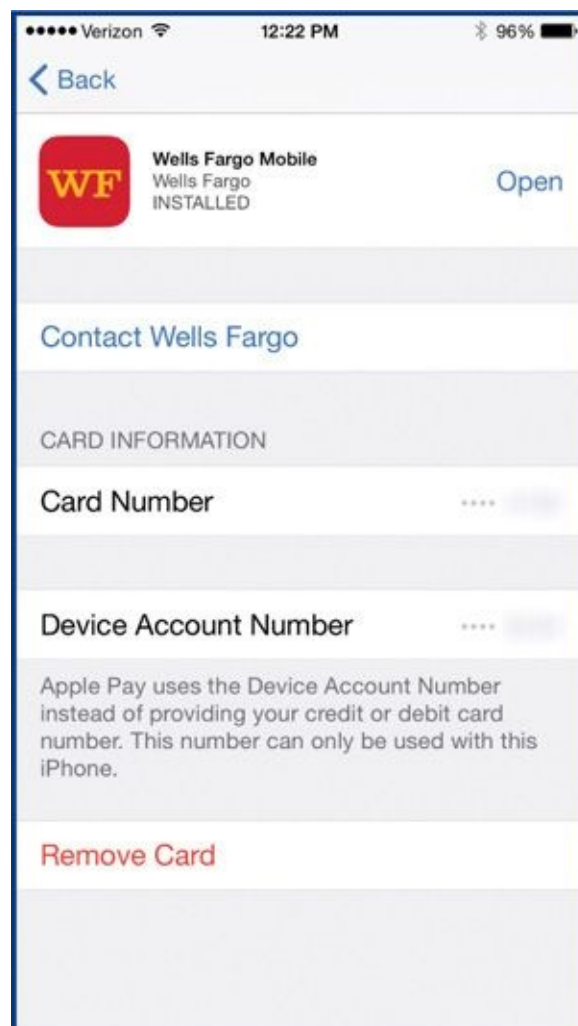 Verizon 12:22 PM 96%
Back
WF
Wells Fargo Mobile
Wells Fargo
INSTALLED
Open
Contact Wells Fargo
CARD INFORMATION
Card Number ····
Device Account Number ····
Apple Pay uses the Device Account Number
instead of providing your credit or debit card
number. This number can only be used with this
iPhone.
Remove Card